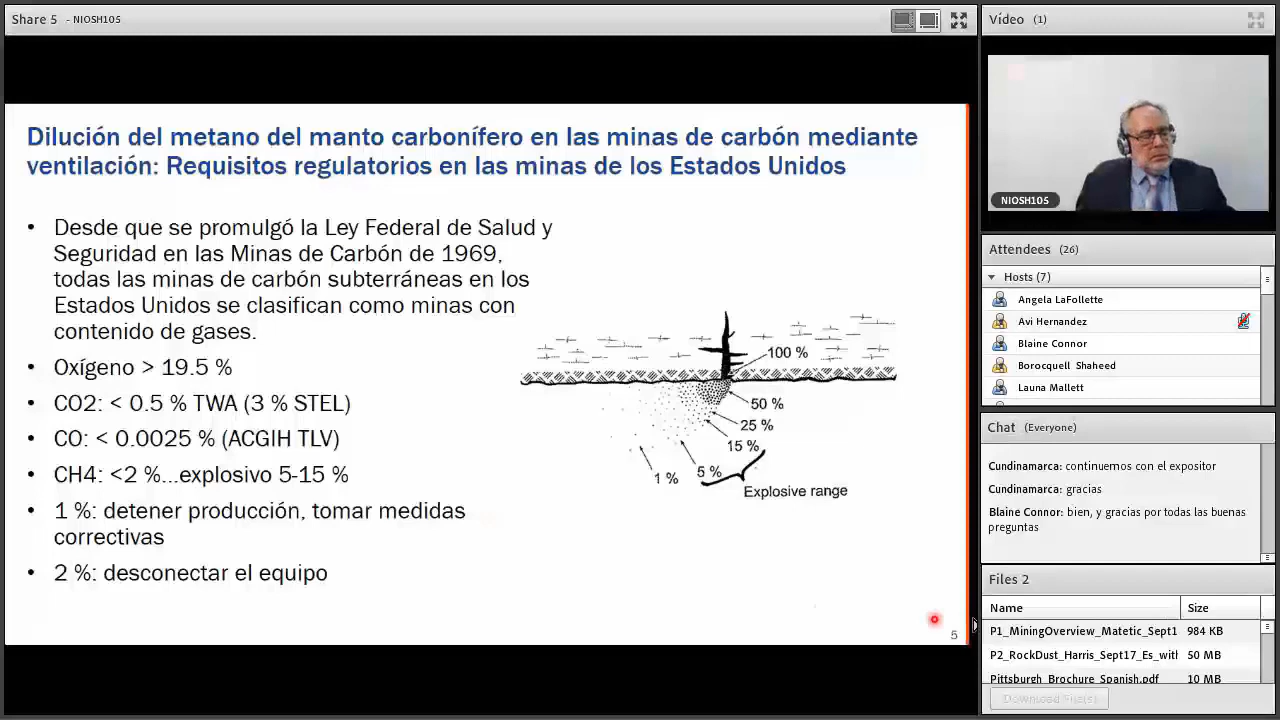 Share 5 - NIOSH105
Dilución del metano del manto carbonífero en las minas de carbón mediante
ventilación: Requisitos regulatorios en las minas de los Estados Unidos
• Desde que se promulgó la Ley Federal de Salud y
Seguridad en las Minas de Carbón de 1969,
todas las minas de carbón subterráneas en los
Estados Unidos se clasifican como minas con
contenido de gases.
• Oxígeno > 19.5 %
• CO2: < 0.5 % TWA (3 % STEL)
• CO: < 0.0025 % (ACGIH TLV)
• CH4: <2 %...explosivo 5-15 %
• 1 %: detener producción, tomar medidas
correctivas
• 2 %: desconectar el equipo
100 %
50 %
25 %
15 %
5 %
1 %
Explosive range
5
Vídeo (1)
NIOSH105
Attendees (26)
Hosts (7)
Angela LaFollette
Avi Hernandez
Blaine Connor
Borocquell Shaheed
Launa Mallett
Chat (Everyone)
Cundinamarca: continuemos con el expositor
Cundinamarca: gracias
Blaine Connor: bien, y gracias por todas las buenas
preguntas
Files 2
Name Size
P1_MiningOverview_Matetic_Sept1 984 KB
P2_RockDust_Harris_Sept17_Es_with 50 MB
Pittsburgh_Brochure_Spanish.pdf 10 MB
Download File(s)